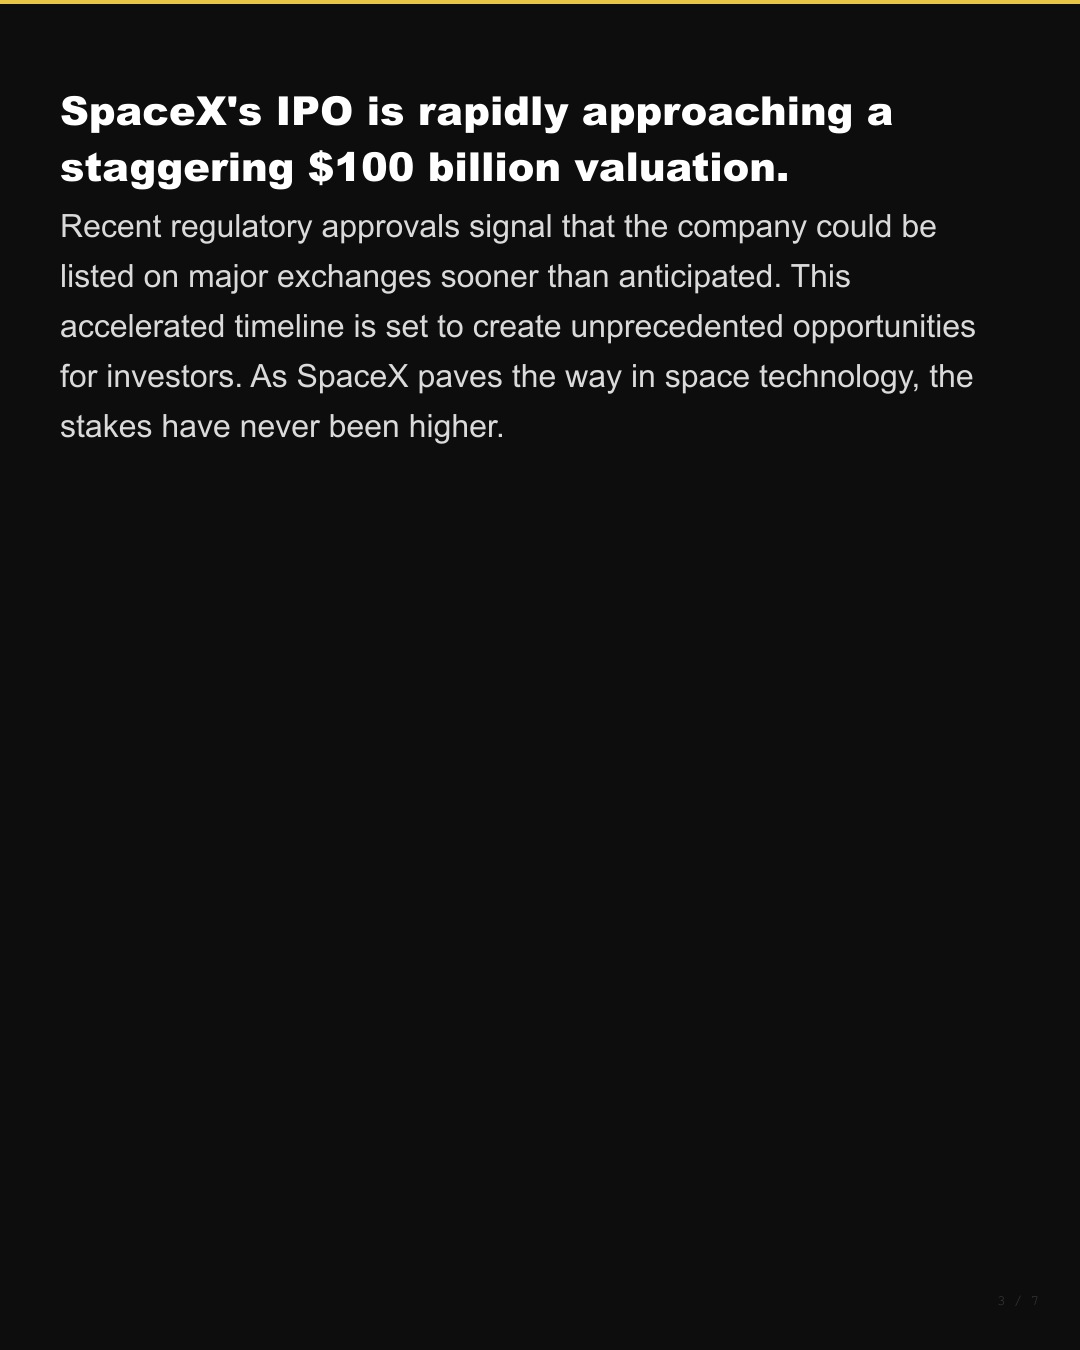 SpaceX's IPO is rapidly approaching a
staggering $100 billion valuation.
Recent regulatory approvals signal that the company could be
listed on major exchanges sooner than anticipated. This
accelerated timeline is set to create unprecedented opportunities
for investors. As SpaceX paves the way in space technology, the
stakes have never been higher.
3 / 7